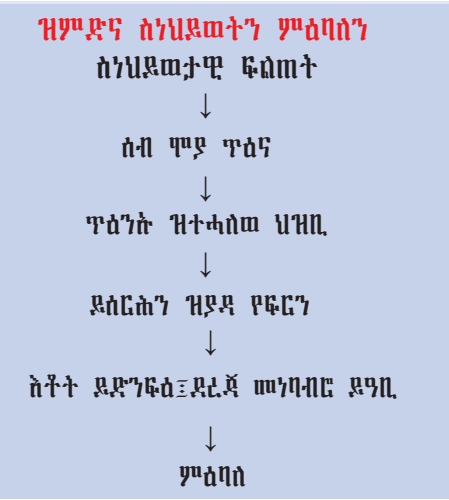 ዝምድና ስነህይወትን ምዕባለን
ስነህይወታዊ ፍልጠት
↓
ሰብ ሞያ ጥዕና
↓
ጥዕንኡ ዝተሓለወ ህዝቢ
↓
ይሰርሕን ዝያዳ የፍርን
↓
እቶት ይድንፍዕ፤ደረጃ መነባብሮ ይዓቢ
↓
ምዕባለ